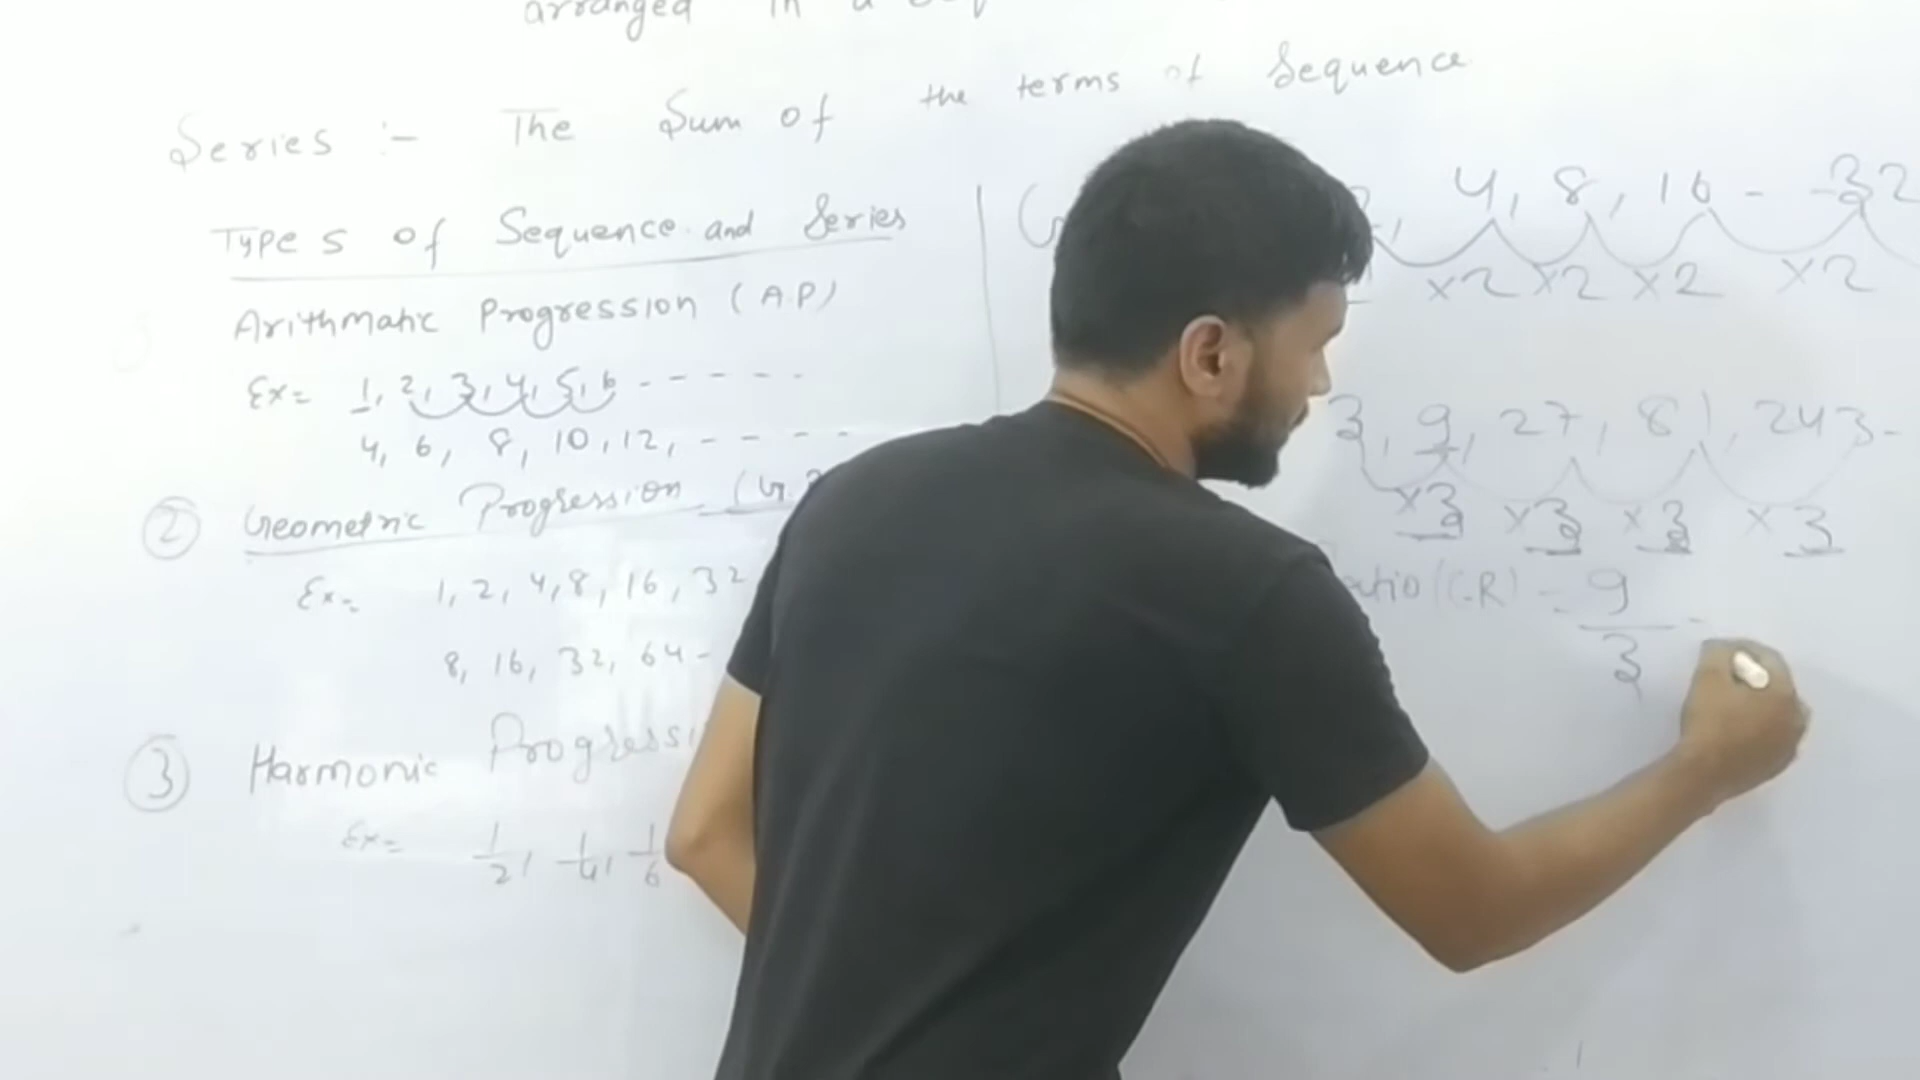 arranged in a
Series :- The Sum of the terms of Sequence
Types of Sequence and Series
Arithmatic Progression (A.P)
Ex= 1, 2, 3, 4, 5, 6 - - - - - -
4, 6, 8, 10, 12, - - - -
② Geometric Progression (G.
Ex= 1, 2, 4, 8, 16, 32
8, 16, 32, 64 -
③ Harmonic Progressi
Ex= 1/2, 1/4, 1/6
4, 8, 16 - - 32
×2 ×2 ×2 ×2
3, 9, 27, 81, 243 -
×3 ×3 ×3 ×3
atio (C.R) = 9/3 =